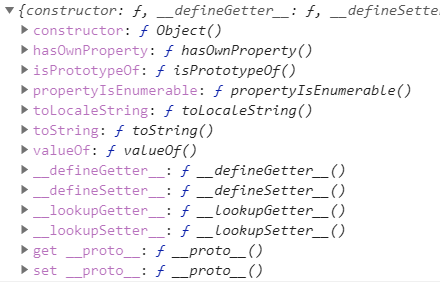 {constructor: ƒ, __defineGetter__: ƒ, __defineSette
constructor: ƒ Object()
hasOwnProperty: ƒ hasOwnProperty()
isPrototypeOf: ƒ isPrototypeOf()
propertyIsEnumerable: ƒ propertyIsEnumerable()
toLocaleString: ƒ toLocaleString()
toString: ƒ toString()
valueOf: ƒ valueOf()
__defineGetter__: ƒ __defineGetter__()
__defineSetter__: ƒ __defineSetter__()
__lookupGetter__: ƒ __lookupGetter__()
__lookupSetter__: ƒ __lookupSetter__()
get __proto__: ƒ __proto__()
set __proto__: ƒ __proto__()